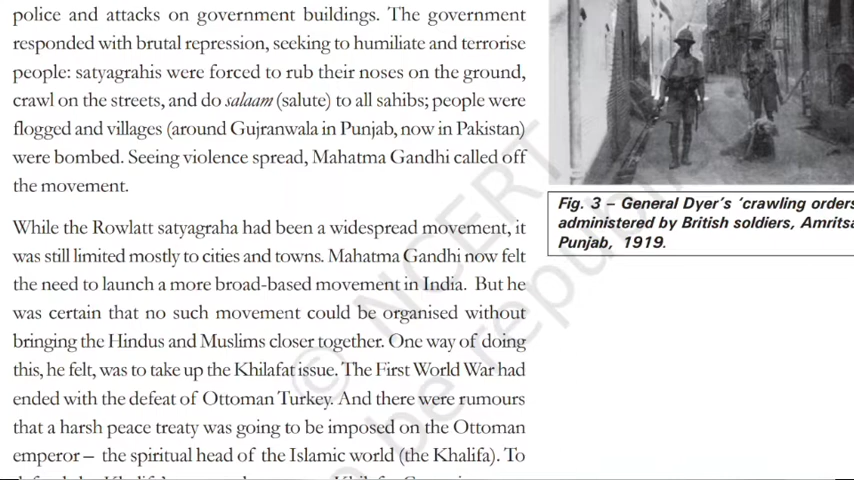 police and attacks on government buildings. The government
responded with brutal repression, seeking to humiliate and terrorise
people: satyagrahis were forced to rub their noses on the ground,
crawl on the streets, and do salaam (salute) to all sahibs; people were
flogged and villages (around Gujranwala in Punjab, now in Pakistan)
were bombed. Seeing violence spread, Mahatma Gandhi called off
the movement.
While the Rowlatt satyagraha had been a widespread movement, it
was still limited mostly to cities and towns. Mahatma Gandhi now felt
the need to launch a more broad-based movement in India. But he
was certain that no such movement could be organised without
bringing the Hindus and Muslims closer together. One way of doing
this, he felt, was to take up the Khilafat issue. The First World War had
ended with the defeat of Ottoman Turkey. And there were rumours
that a harsh peace treaty was going to be imposed on the Ottoman
emperor – the spiritual head of the Islamic world (the Khalifa). To
Fig. 3 – General Dyer's 'crawling orders
administered by British soldiers, Amritsa
Punjab, 1919.
© NCERT
be republi